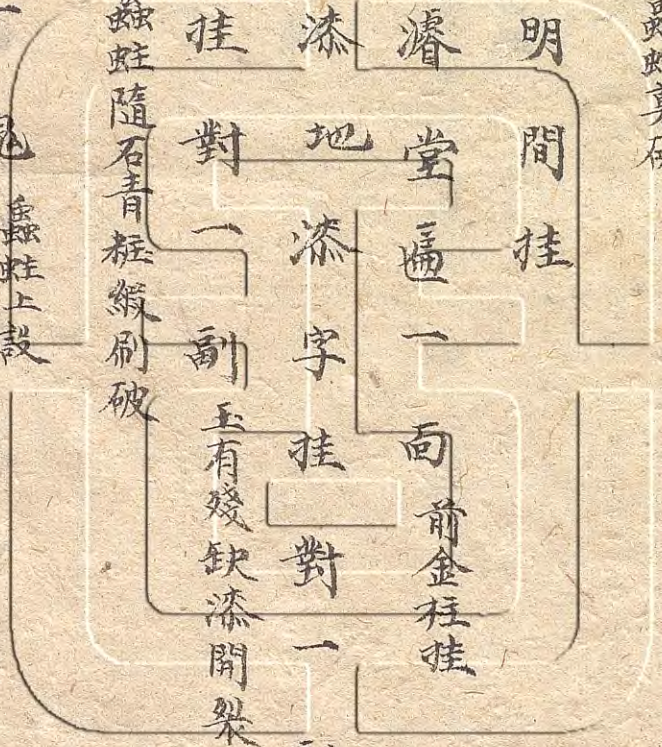 明間挂
濬堂匾一面前金柱挂
漆地漆字挂對一
挂對一副玉有殘缺漆開裂
蟲蛀隨石青粧緞刷破
蟲蛀上設